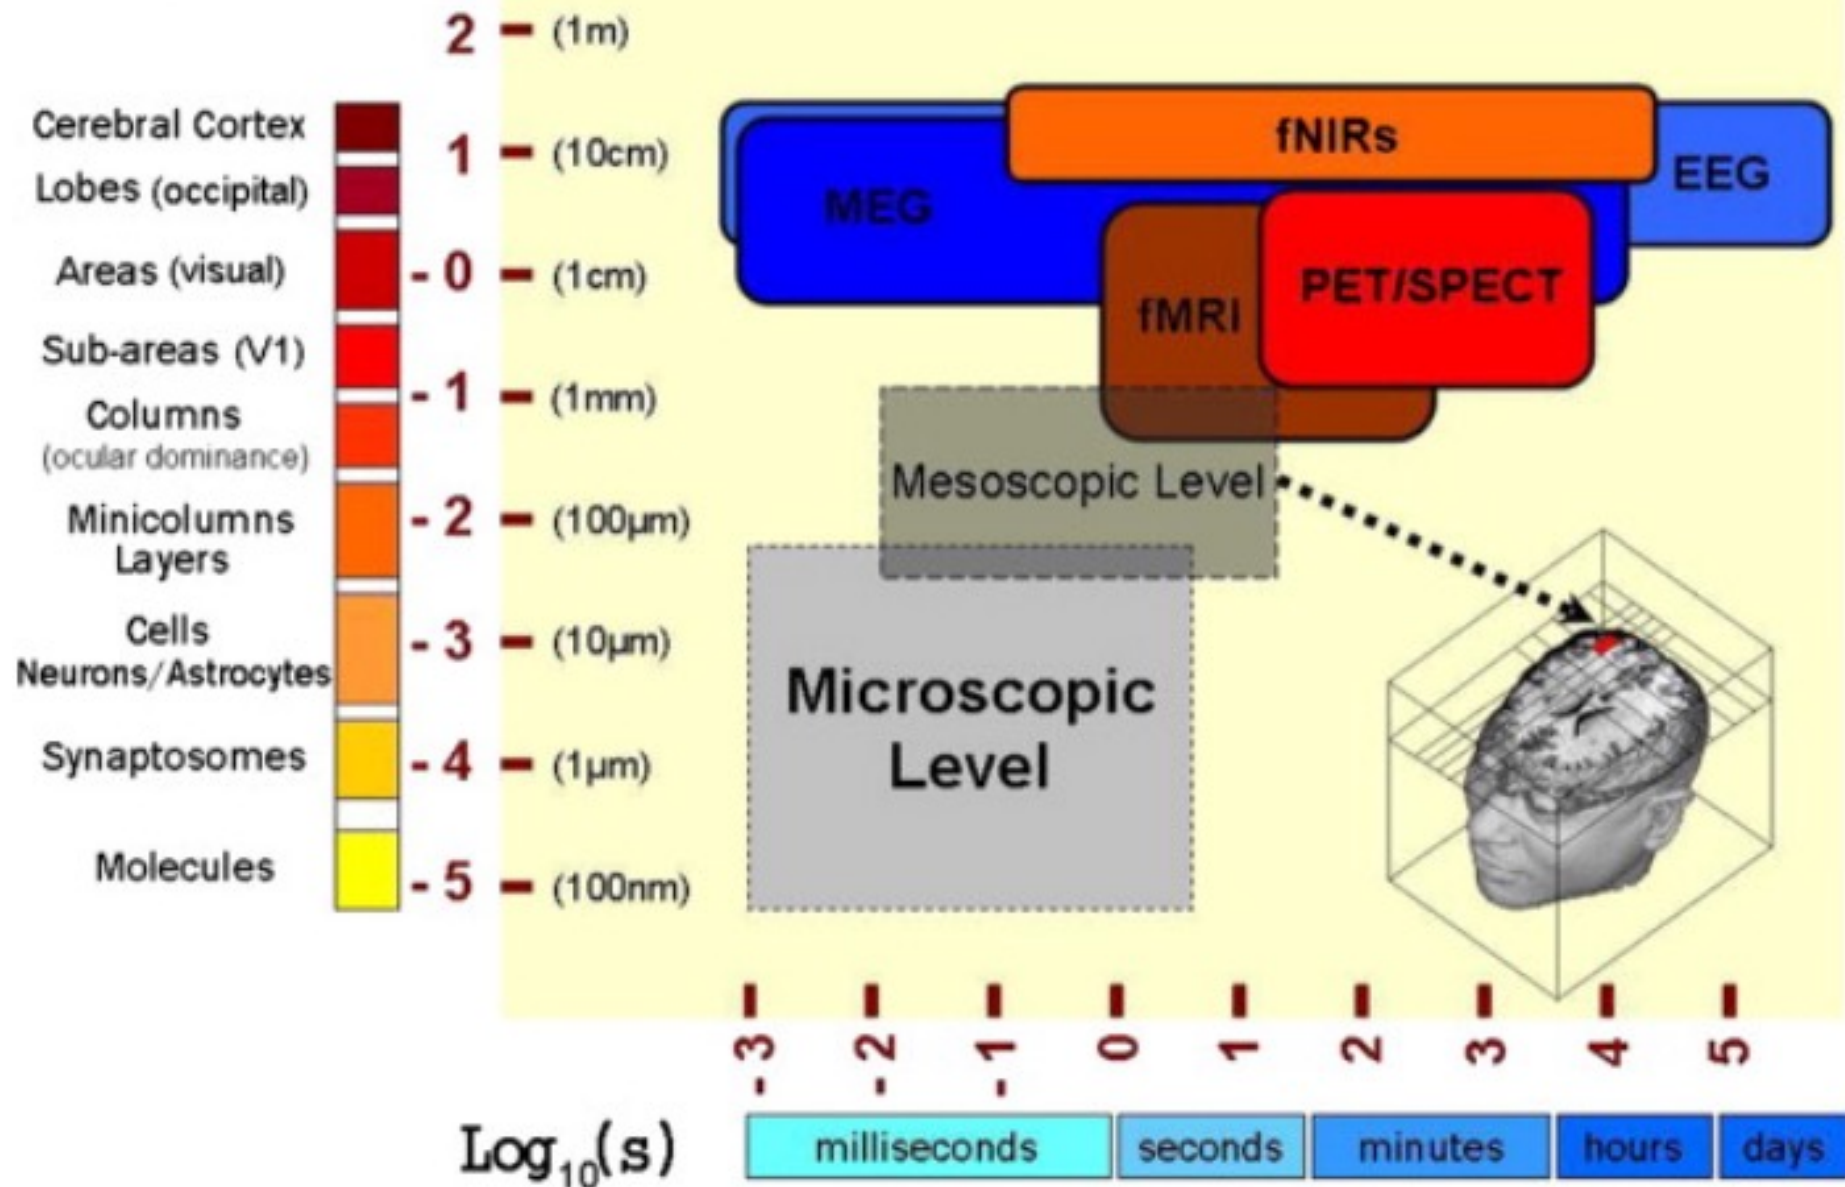 2 (1m)
Cerebral Cortex
1 (10cm)
Lobes (occipital)
Areas (visual)
- 0 (1cm)
Sub-areas (V1)
- 1 (1mm)
Columns
(ocular dominance)
Minicolumns
Layers
- 2 (100µm)
Cells
Neurons/Astrocytes
- 3 (10µm)
Synaptosomes
- 4 (1µm)
Molecules
- 5 (100nm)
fNIRs
EEG
MEG
fMRI
PET/SPECT
Mesoscopic Level
Microscopic
Level
- 3 - 2 - 1 0 1 2 3 4 5
Log10(s) milliseconds seconds minutes hours days